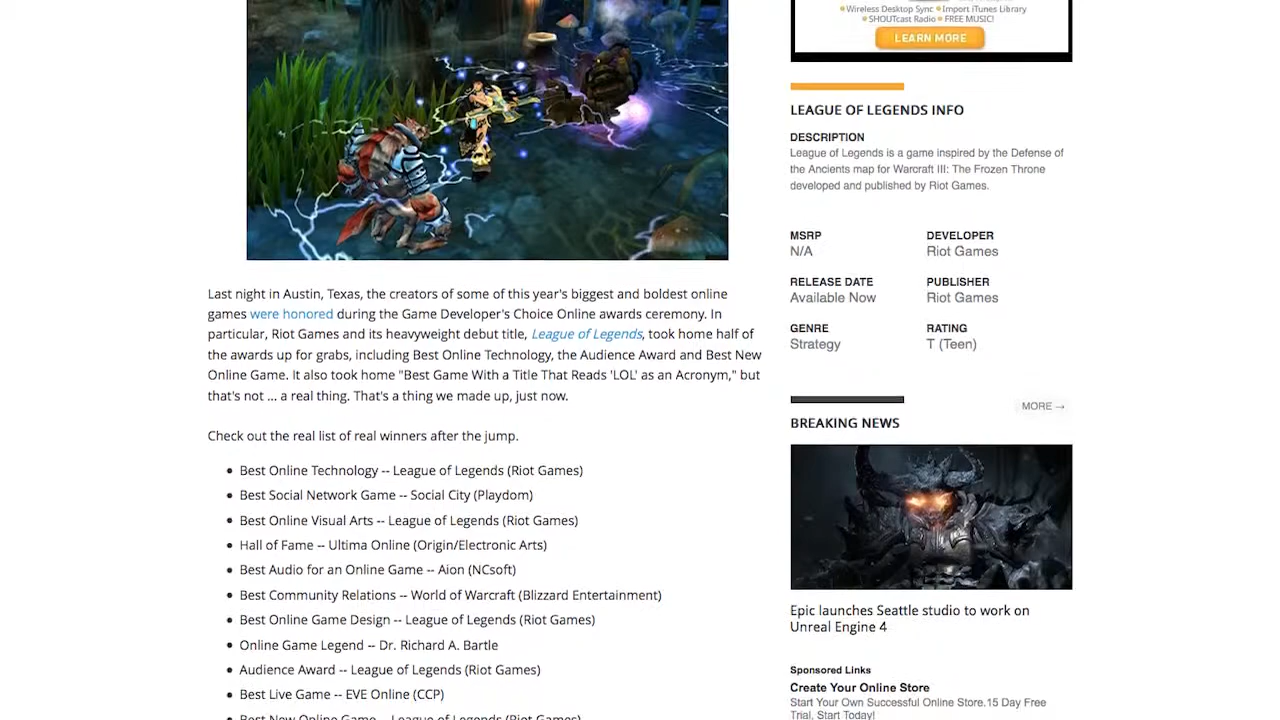 Wireless Desktop Sync Import iTunes Library
SHOUTcast Radio FREE MUSIC!
LEARN MORE
LEAGUE OF LEGENDS INFO
DESCRIPTION
League of Legends is a game inspired by the Defense of
the Ancients map for Warcraft III: The Frozen Throne
developed and published by Riot Games.
MSRP
N/A
DEVELOPER
Riot Games
RELEASE DATE
Available Now
PUBLISHER
Riot Games
GENRE
Strategy
RATING
T (Teen)
Last night in Austin, Texas, the creators of some of this year's biggest and boldest online
games were honored during the Game Developer's Choice Online awards ceremony. In
particular, Riot Games and its heavyweight debut title, League of Legends, took home half of
the awards up for grabs, including Best Online Technology, the Audience Award and Best New
Online Game. It also took home "Best Game With a Title That Reads 'LOL' as an Acronym," but
that's not ... a real thing. That's a thing we made up, just now.
Check out the real list of real winners after the jump.
• Best Online Technology -- League of Legends (Riot Games)
• Best Social Network Game -- Social City (Playdom)
• Best Online Visual Arts -- League of Legends (Riot Games)
• Hall of Fame -- Ultima Online (Origin/Electronic Arts)
• Best Audio for an Online Game -- Aion (NCsoft)
• Best Community Relations -- World of Warcraft (Blizzard Entertainment)
• Best Online Game Design -- League of Legends (Riot Games)
• Online Game Legend -- Dr. Richard A. Bartle
• Audience Award -- League of Legends (Riot Games)
• Best Live Game -- EVE Online (CCP)
• Best New Online Game -- League of Legends (Riot Games)
MORE →
BREAKING NEWS
Epic launches Seattle studio to work on
Unreal Engine 4
Sponsored Links
Create Your Online Store
Start Your Own Successful Online Store.15 Day Free
Trial, Start Today!